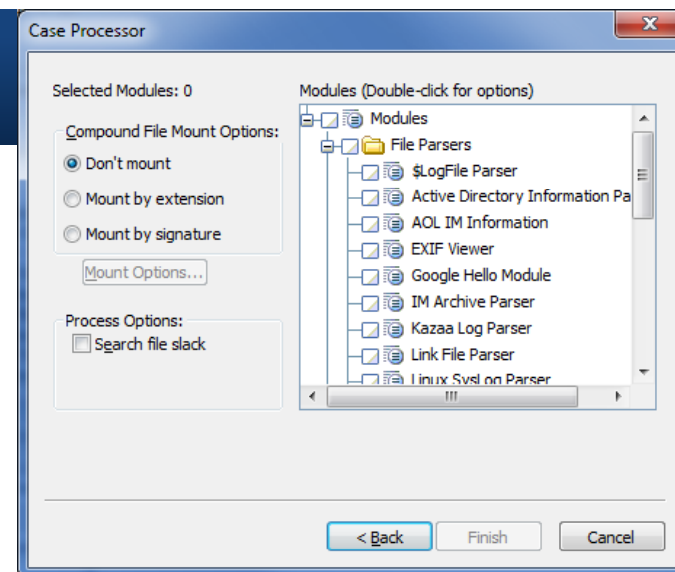 Case Processor
Selected Modules: 0
Compound File Mount Options:
Don't mount
Mount by extension
Mount by signature
Mount Options...
Process Options:
Search file slack
Modules (Double-click for options)
Modules
File Parsers
$LogFile Parser
Active Directory Information Pa
AOL IM Information
EXIF Viewer
Google Hello Module
IM Archive Parser
Kazaa Log Parser
Link File Parser
Linux SysLog Parser
< Back
Finish
Cancel